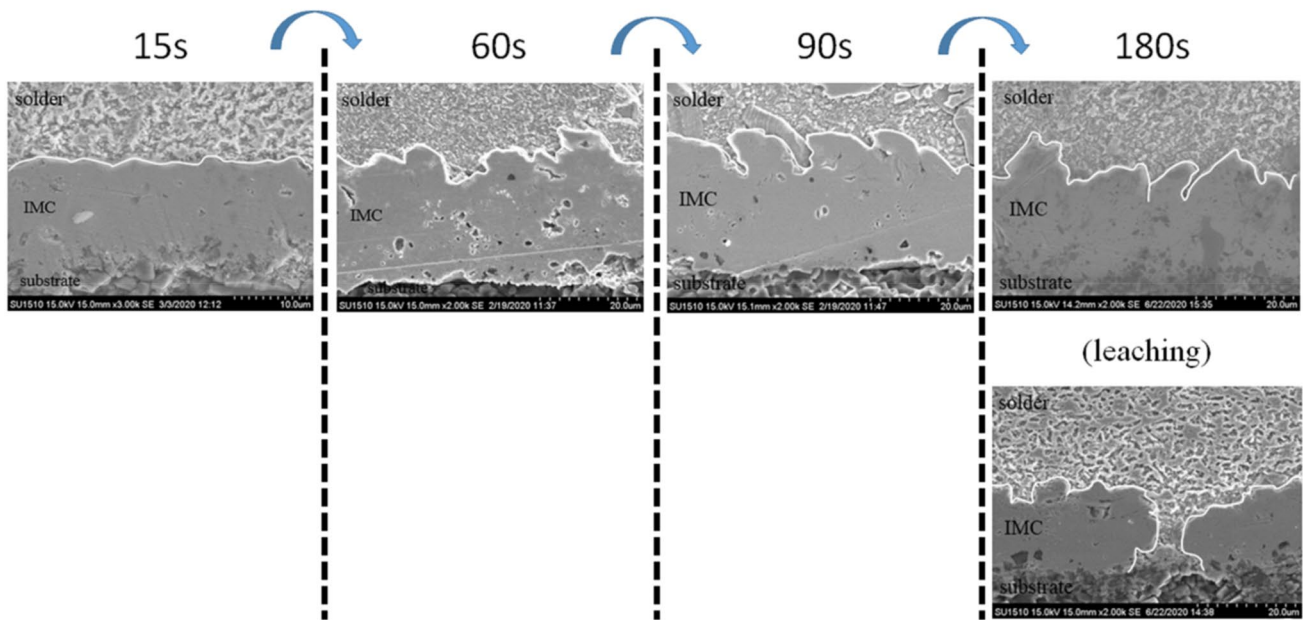 15s
60s
90s
180s
solder
IMC
substrate
SU1510 15.0kV 15.0mm x3.00k SE 3/3/2020 12:12 10.0um
solder
IMC
substrate
SU1510 15.0kV 15.0mm x2.00k SE 2/19/2020 11:37 20.0um
solder
IMC
substrate
SU1510 15.0kV 15.1mm x2.00k SE 2/19/2020 11:47 20.0um
solder
IMC
substrate
SU1510 15.0kV 14.2mm x2.00k SE 6/22/2020 15:35 20.0um
(leaching)
solder
IMC
substrate
SU1510 15.0kV 15.0mm x2.00k SE 6/22/2020 14:38 20.0um